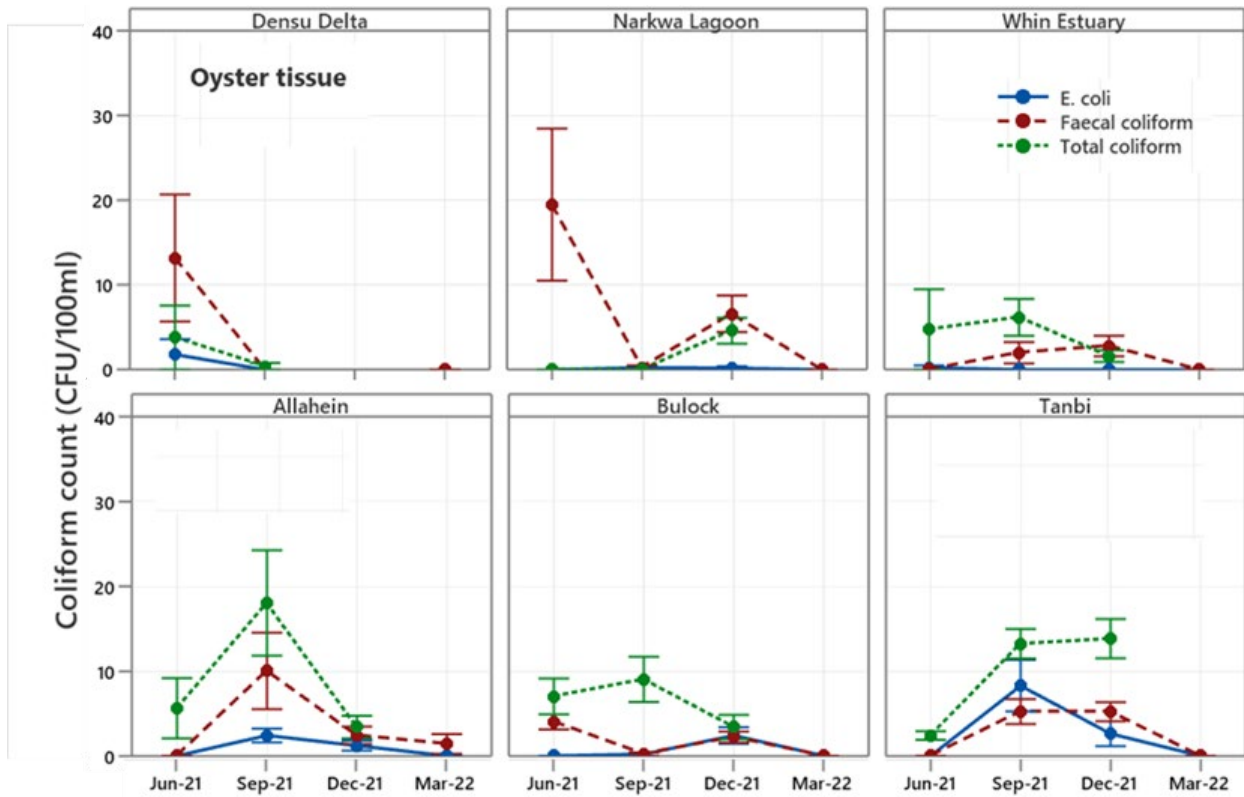 Densu Delta Narkwa Lagoon Whin Estuary
40
Oyster tissue
30
E. coli
Faecal coliform
Total coliform
20
10
0
Coliform count (CFU/100ml)
Allahein Bulock Tanbi
40
30
20
10
0
Jun-21 Sep-21 Dec-21 Mar-22 Jun-21 Sep-21 Dec-21 Mar-22 Jun-21 Sep-21 Dec-21 Mar-22